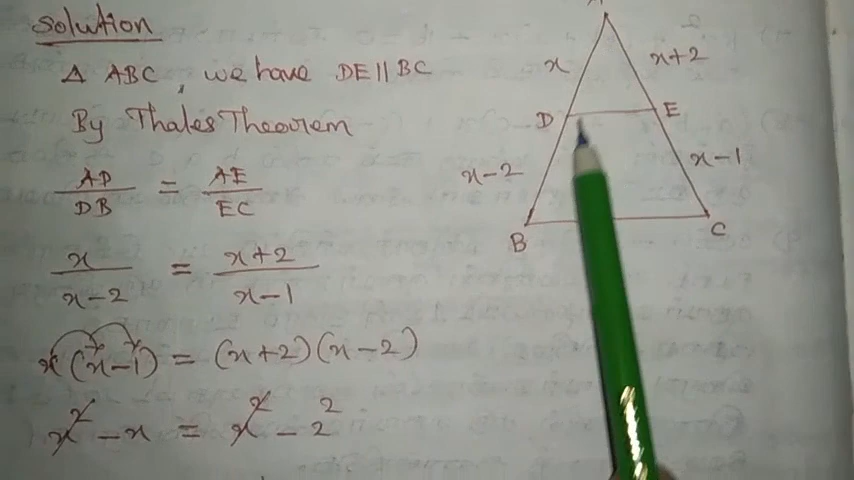 Solution
Δ ABC, we have DE || BC
By Thales Theorem
AD/DB = AE/EC
x/x-2 = x+2/x-1
x(x-1) = (x+2)(x-2)
x² - x = x² - 2²
x
x+2
D
E
x-2
x-1
B
C